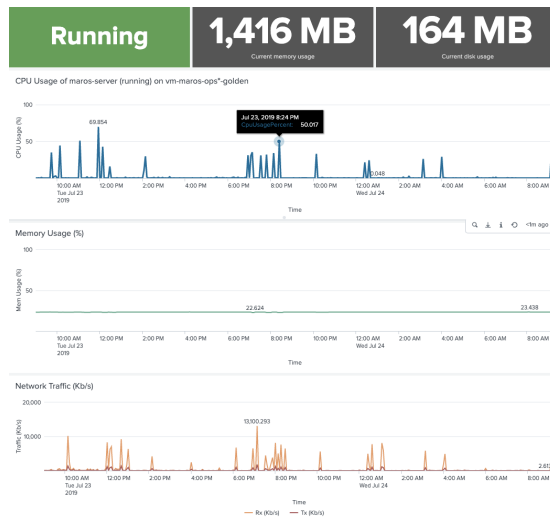 Running
1,416 MB
Current memory usage
164 MB
Current disk usage
CPU Usage of maros-server (running) on vm-maros-ops*-golden
CPU Usage (%)
100
50
69.854
Jul 23, 2019 8:24 PM
CpuUsagePercent: 50.017
0.048
10:00 AM
Tue Jul 23
2019
12:00 PM
2:00 PM
4:00 PM
6:00 PM
8:00 PM
10:00 PM
12:00 AM
Wed Jul 24
2:00 AM
4:00 AM
6:00 AM
8:00 AM
Time
<1m ago
Memory Usage (%)
Mem Usage (%)
100
50
22.624
23.438
10:00 AM
Tue Jul 23
2019
12:00 PM
2:00 PM
4:00 PM
6:00 PM
8:00 PM
10:00 PM
12:00 AM
Wed Jul 24
2:00 AM
4:00 AM
6:00 AM
8:00 AM
Time
Network Traffic (Kb/s)
Traffic (Kb/s)
20,000
10,000
13,100.293
2.612
10:00 AM
Tue Jul 23
2019
12:00 PM
2:00 PM
4:00 PM
6:00 PM
8:00 PM
10:00 PM
12:00 AM
Wed Jul 24
2:00 AM
4:00 AM
6:00 AM
8:00 AM
Time
Rx (Kb/s) Tx (Kb/s)